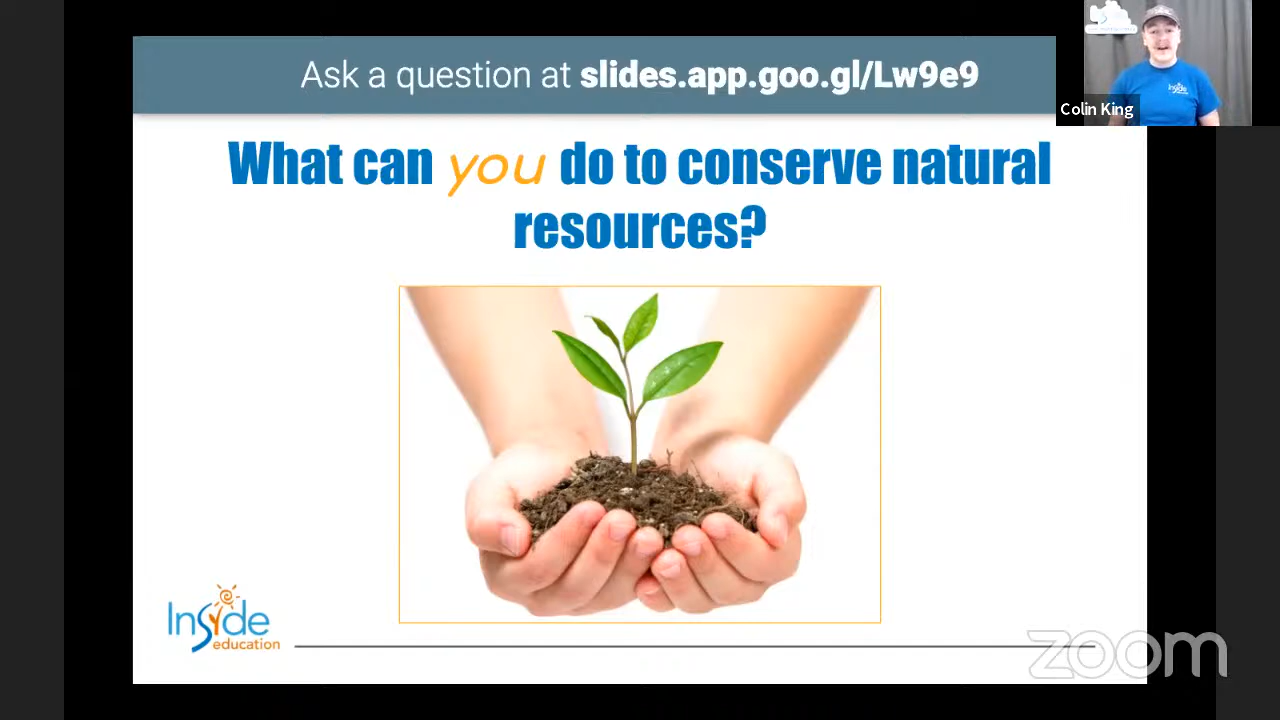 Ask a question at slides.app.goo.gl/Lw9e9
Colin King
What can you do to conserve natural
resources?
Inside
education
zoom